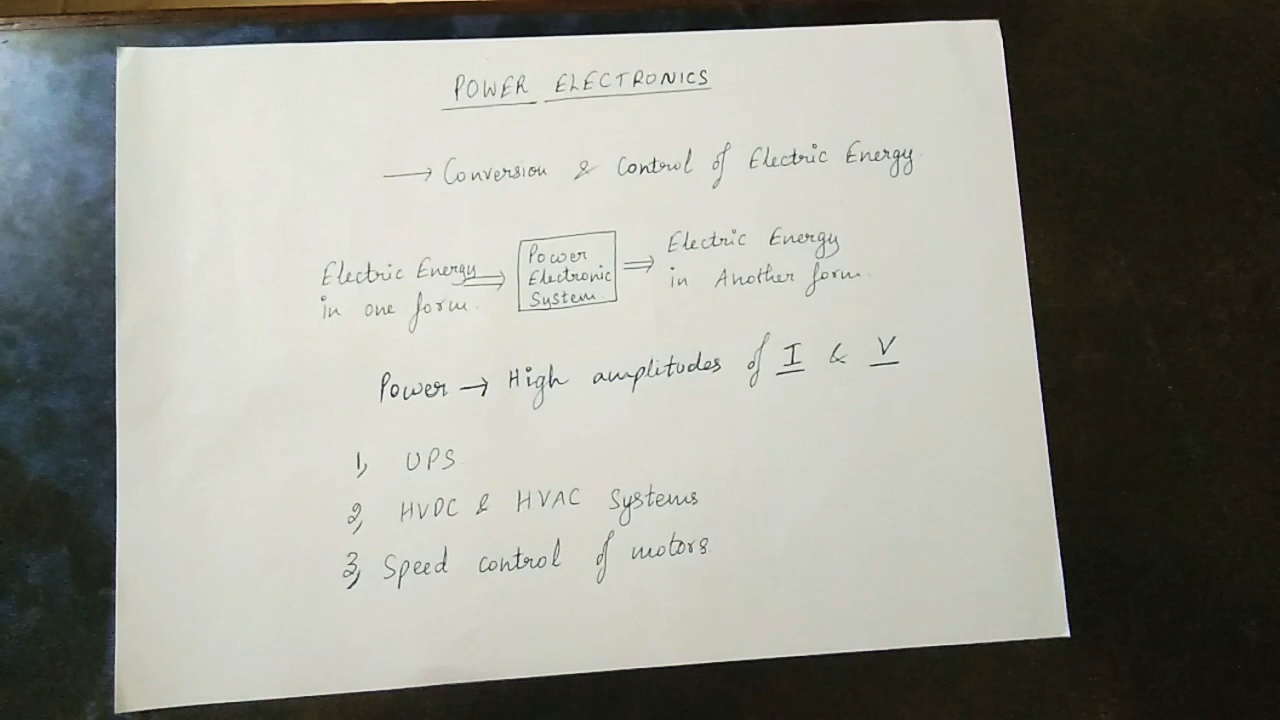 POWER ELECTRONICS
→ Conversion & Control of Electric Energy.
Electric Energy ⇒
in one form.
Power
Electronic
System.
⇒ Electric Energy
in Another form.
Power → High amplitudes of I & V
1, UPS
2, HVDC & HVAC Systems
3, Speed control of motors.